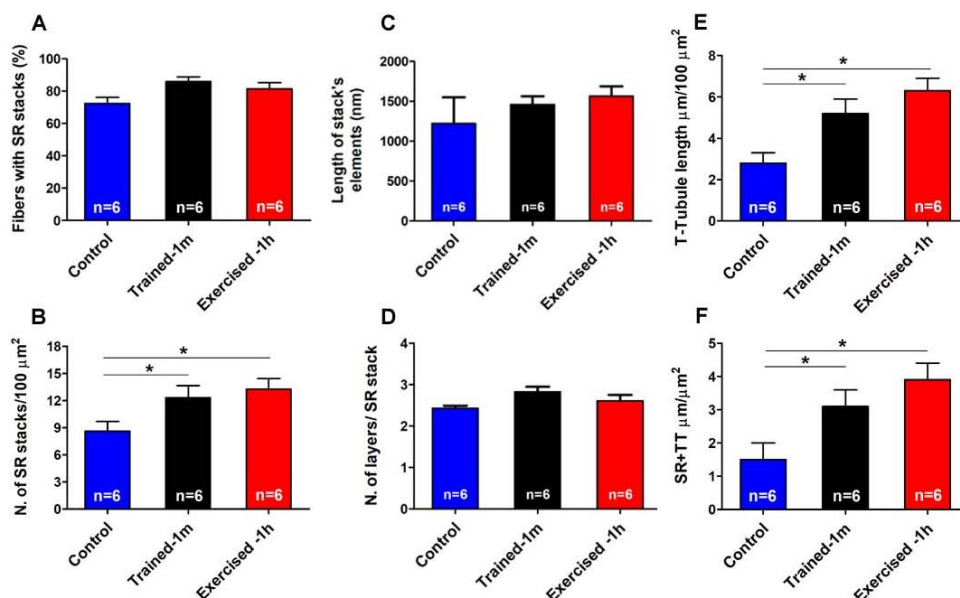 A
Fibers with SR stacks (%)
100
80
60
40
20
0
n=6
n=6
n=6
Control
Trained-1m
Exercised -1h
C
Length of stack's
elements (nm)
2000
1500
1000
500
0
n=6
n=6
n=6
Control
Trained-1m
Exercised -1h
E
T-Tubule length μm/100 μm²
8
6
4
2
0
*
*
n=6
n=6
n=6
Control
Trained-1m
Exercised -1h
B
N. of SR stacks/100 μm²
18
15
12
9
6
3
0
*
*
n=6
n=6
n=6
Control
Trained-1m
Exercised -1h
D
N. of layers/ SR stack
4
3
2
1
0
n=6
n=6
n=6
Control
Trained-1m
Exercised -1h
F
SR+TT μm/μm²
5
4
3
2
1
0
*
*
n=6
n=6
n=6
Control
Trained-1m
Exercised -1h